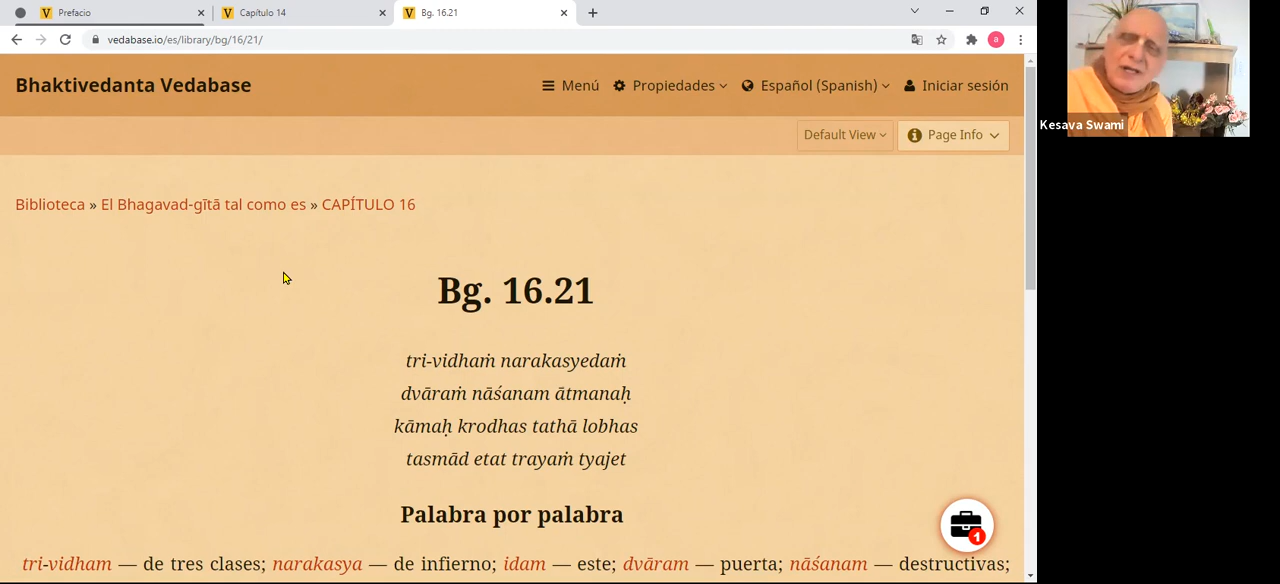 Prefacio
Capítulo 14
Bg. 16.21
vedabase.io/es/library/bg/16/21/
a
Bhaktivedanta Vedabase
Menú
Propiedades
Español (Spanish)
Iniciar sesión
Default View
Page Info
Biblioteca » El Bhagavad-gītā tal como es » CAPÍTULO 16
Bg. 16.21
tri-vidhaṁ narakasyedaṁ
dvāraṁ nāśanam ātmanaḥ
kāmaḥ krodhas tathā lobhas
tasmād etat trayaṁ tyajet
Palabra por palabra
tri-vidham — de tres clases; narakasya — de infierno; idam — este; dvāram — puerta; nāśanam — destructivas;
1
Kesava Swami